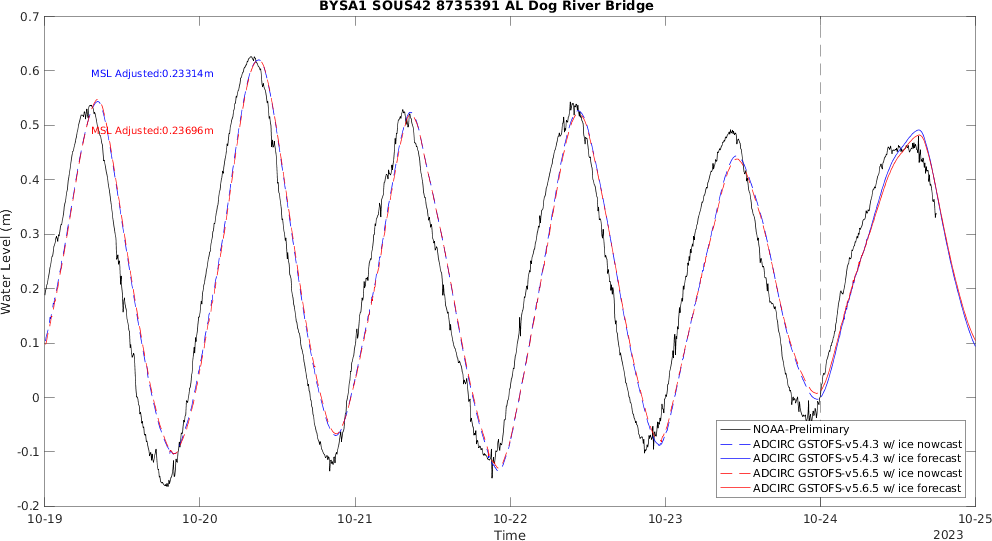 BYSA1 SOUS42 8735391 AL Dog River Bridge
0.7
0.6
0.5
0.4
0.3
0.2
0.1
0
-0.1
-0.2
Water Level (m)
MSL Adjusted:0.23314m
MSL Adjusted:0.23696m
NOAA-Preliminary
ADCIRC GSTOFS-v5.4.3 w/ ice nowcast
ADCIRC GSTOFS-v5.4.3 w/ ice forecast
ADCIRC GSTOFS-v5.6.5 w/ ice nowcast
ADCIRC GSTOFS-v5.6.5 w/ ice forecast
10-19 10-20 10-21 10-22 10-23 10-24 10-25
Time
2023